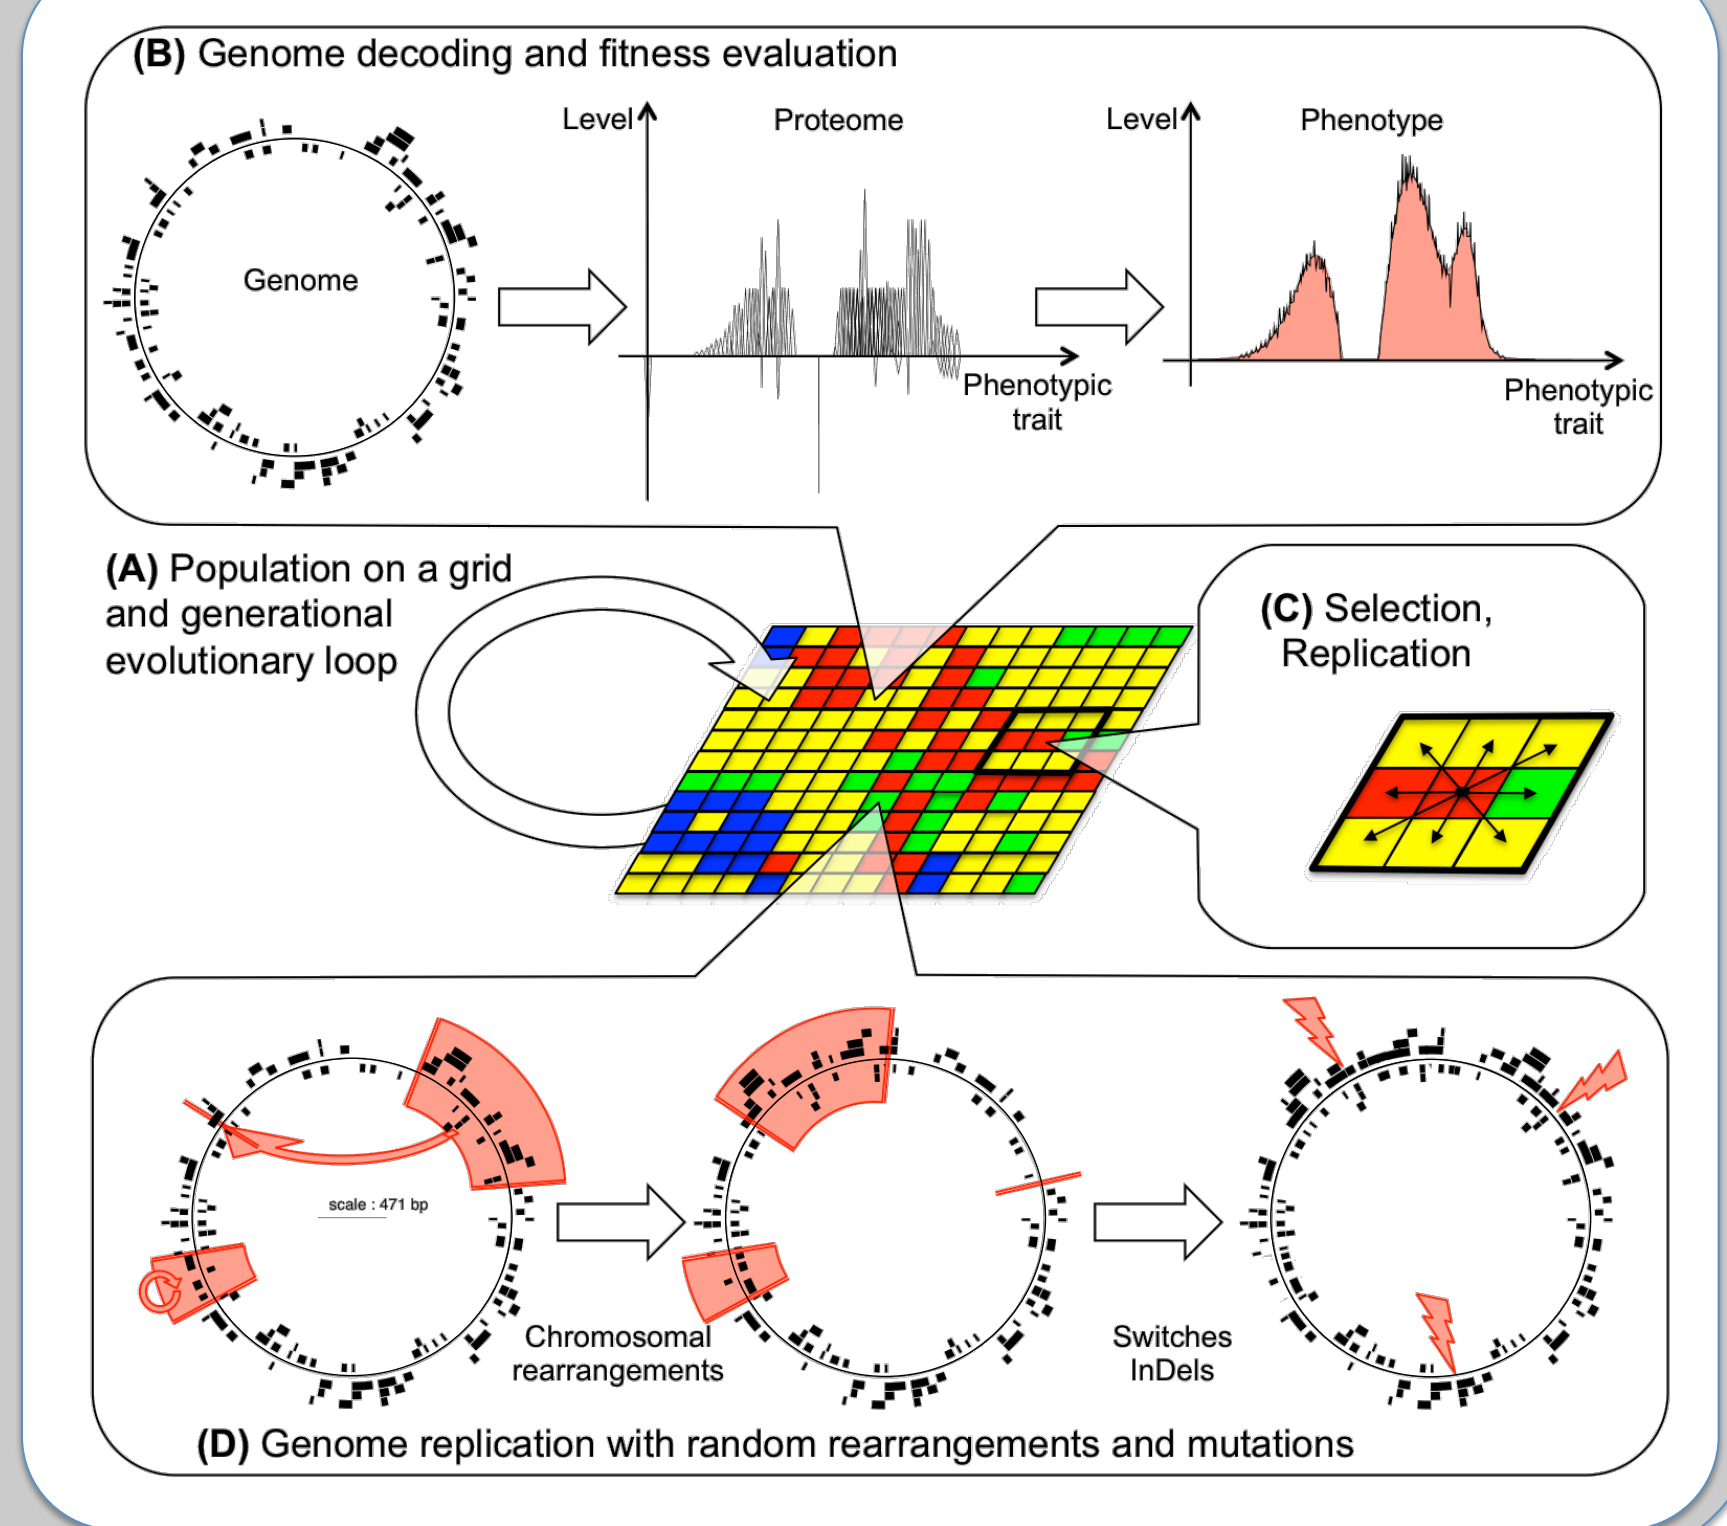 (B) Genome decoding and fitness evaluation
Level
Proteome
Level
Phenotype
Genome
Phenotypic
trait
Phenotypic
trait
(A) Population on a grid
and generational
evolutionary loop
(C) Selection,
Replication
scale : 471 bp
Chromosomal
rearrangements
Switches
InDels
(D) Genome replication with random rearrangements and mutations